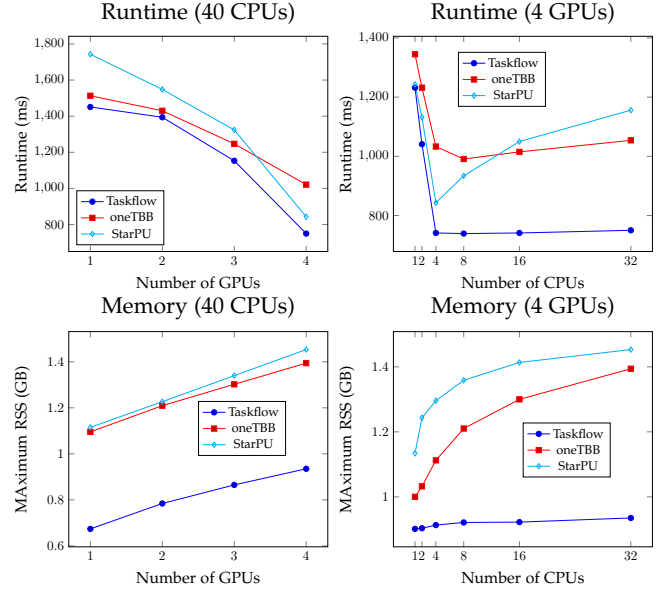 Runtime (40 CPUs)
1,800
1,600
1,400
1,200
1,000
800
Runtime (ms)
Taskflow
oneTBB
StarPU
1 2 3 4
Number of GPUs
Runtime (4 GPUs)
1,400
1,200
1,000
800
Runtime (ms)
Taskflow
oneTBB
StarPU
1 2 4 8 16 32
Number of CPUs
Memory (40 CPUs)
1.4
1.2
1
0.8
0.6
MAximum RSS (GB)
Taskflow
oneTBB
StarPU
1 2 3 4
Number of GPUs
Memory (4 GPUs)
1.4
1.2
1
MAximum RSS (GB)
Taskflow
oneTBB
StarPU
1 2 4 8 16 32
Number of CPUs